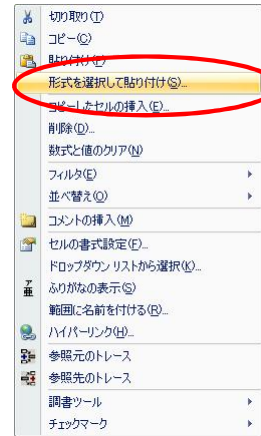 切り取り(T)
コピー(C)
貼り付け(P)
形式を選択して貼り付け(S)...
コピーしたセルの挿入(E)...
削除(D)...
数式と値のクリア(N)
フィルタ(E)
並べ替え(O)
コメントの挿入(M)
セルの書式設定(F)...
ドロップダウン リストから選択(K)...
ふりがなの表示(S)
範囲に名前を付ける(R)...
ハイパーリンク(H)...
参照元のトレース
参照先のトレース
調書ツール
チェックマーク